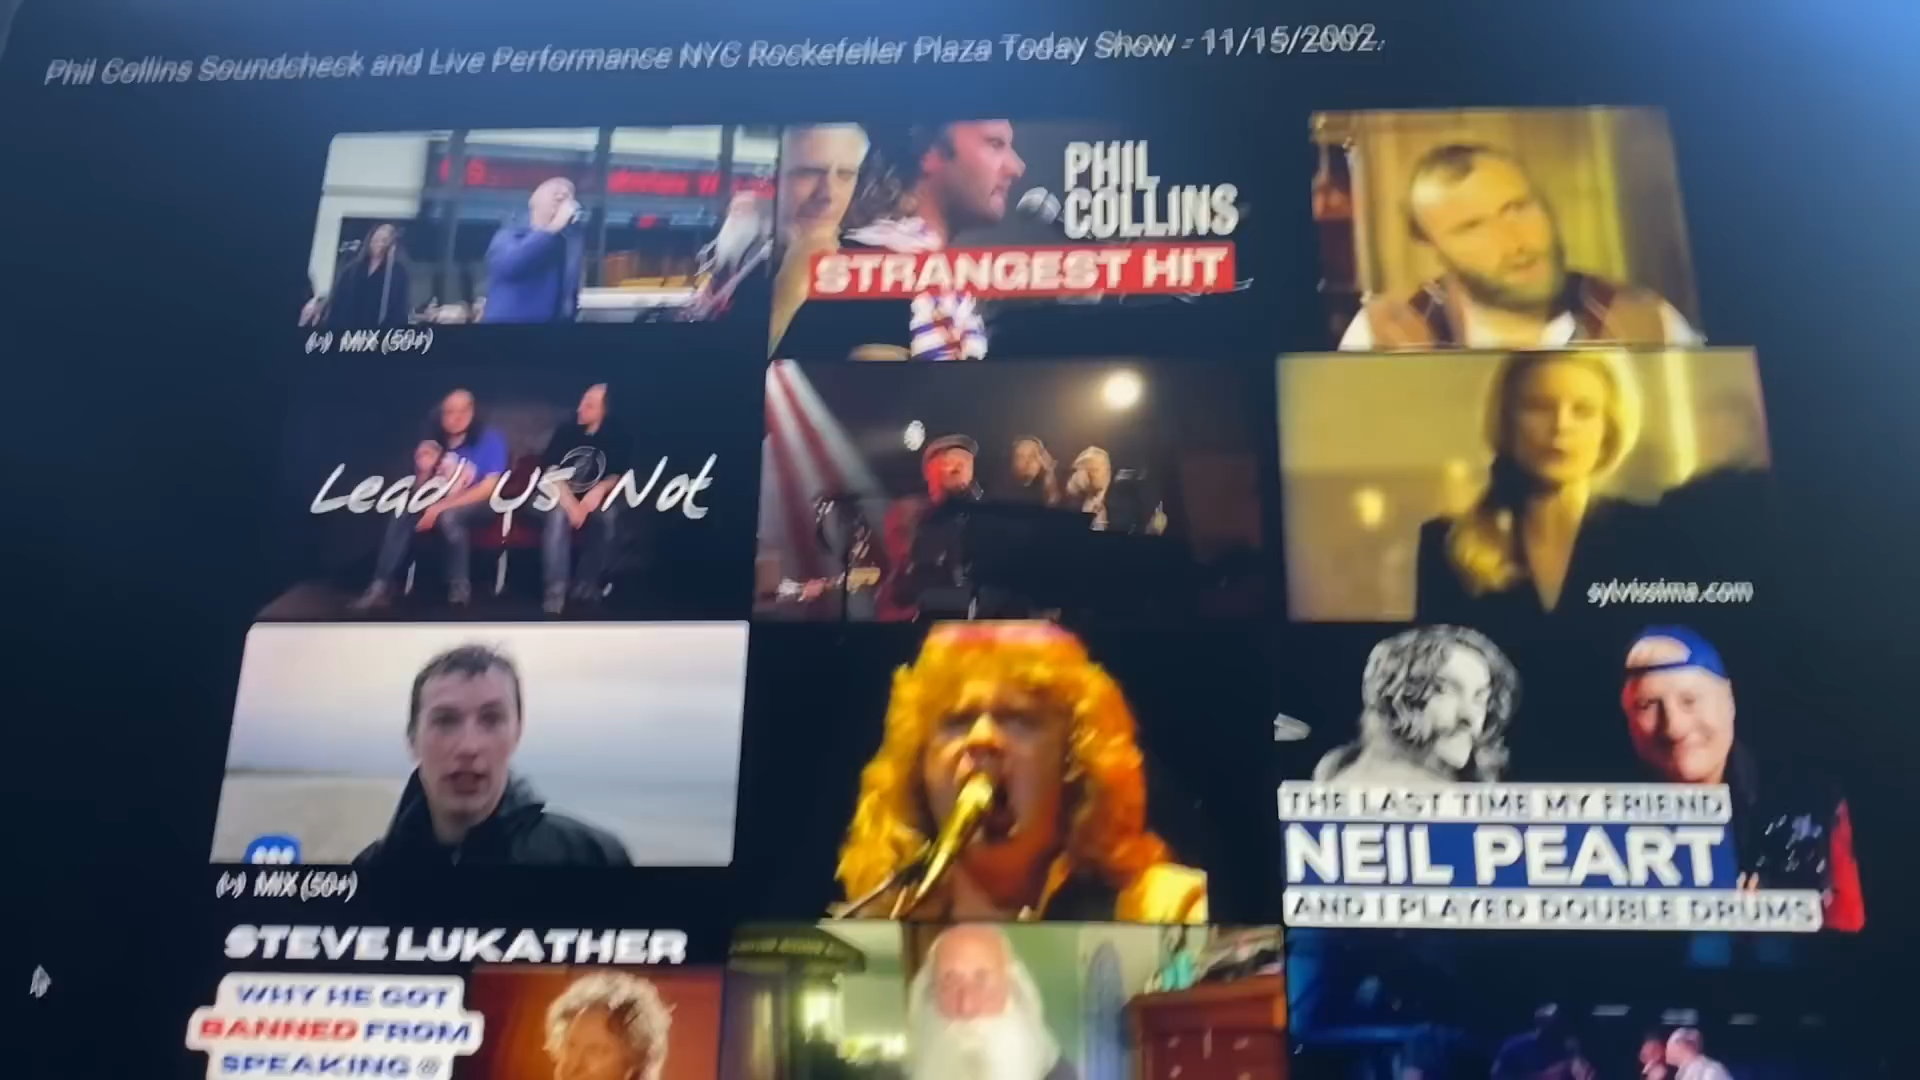 Phil Collins Soundcheck and Live Performance NYC Rockefeller Plaza Today Show - 11/15/2002.
PHIL
COLLINS
STRANGEST HIT
MIX (50+)
Lead us Not
sylvissima.com
THE LAST TIME MY FRIEND
NEIL PEART
AND I PLAYED DOUBLE DRUMS
MIX (50+)
STEVE LUKATHER
WHY HE GOT
BANNED FROM
SPEAKING @